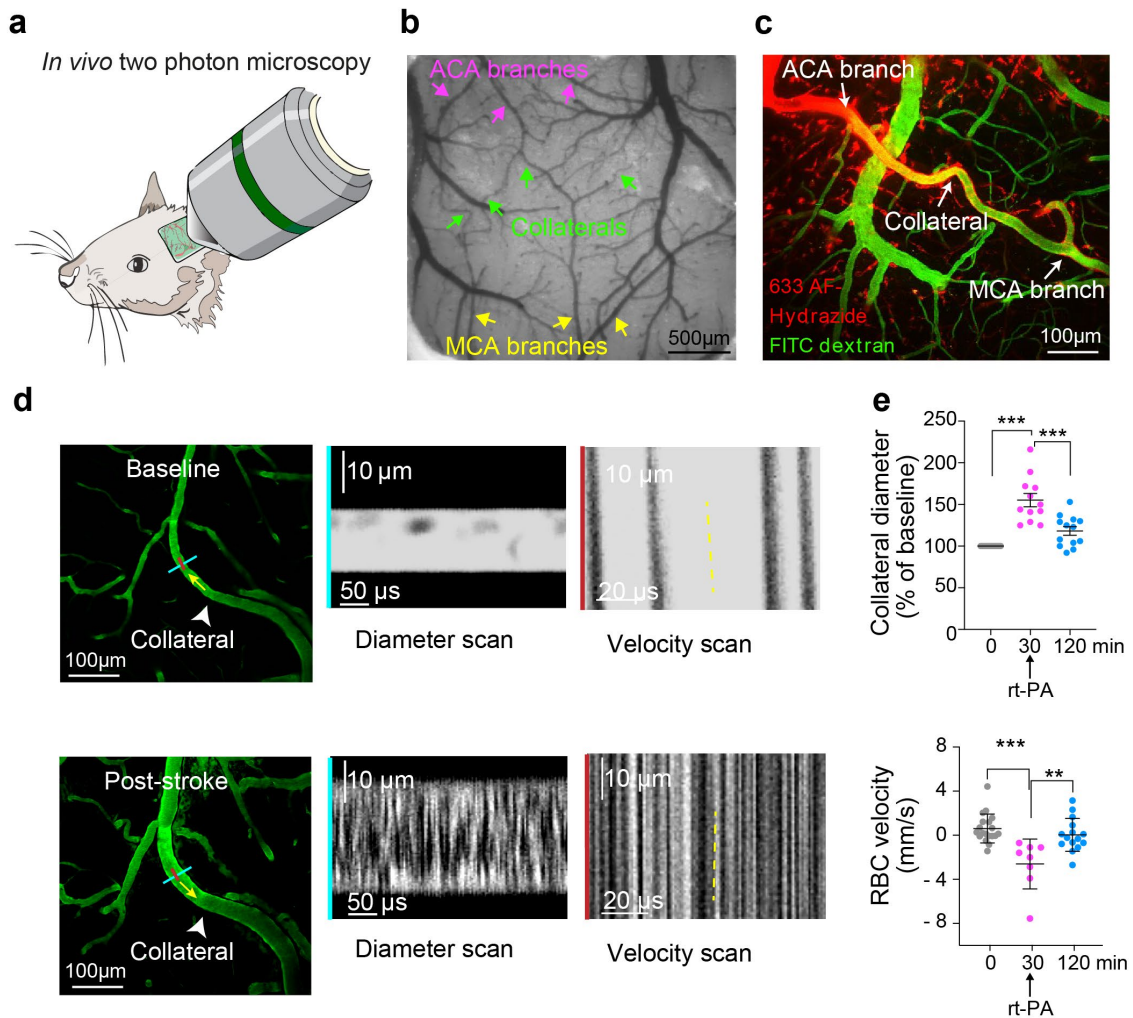 a
In vivo two photon microscopy
b
ACA branches
Collaterals
MCA branches
500µm
c
ACA branch
Collateral
MCA branch
633 AF-
Hydrazide
FITC dextran
100µm
d
Baseline
Collateral
100µm
10 µm
50 µs
Diameter scan
10 µm
20 µs
Velocity scan
Post-stroke
Collateral
100µm
10 µm
50 µs
Diameter scan
10 µm
20 µs
Velocity scan
e
Collateral diameter
(% of baseline)
250
200
150
100
50
0
***
***
0 30 120 min
rt-PA
RBC velocity
(mm/s)
8
4
0
- 4
- 8
***
**
0 30 120 min
rt-PA